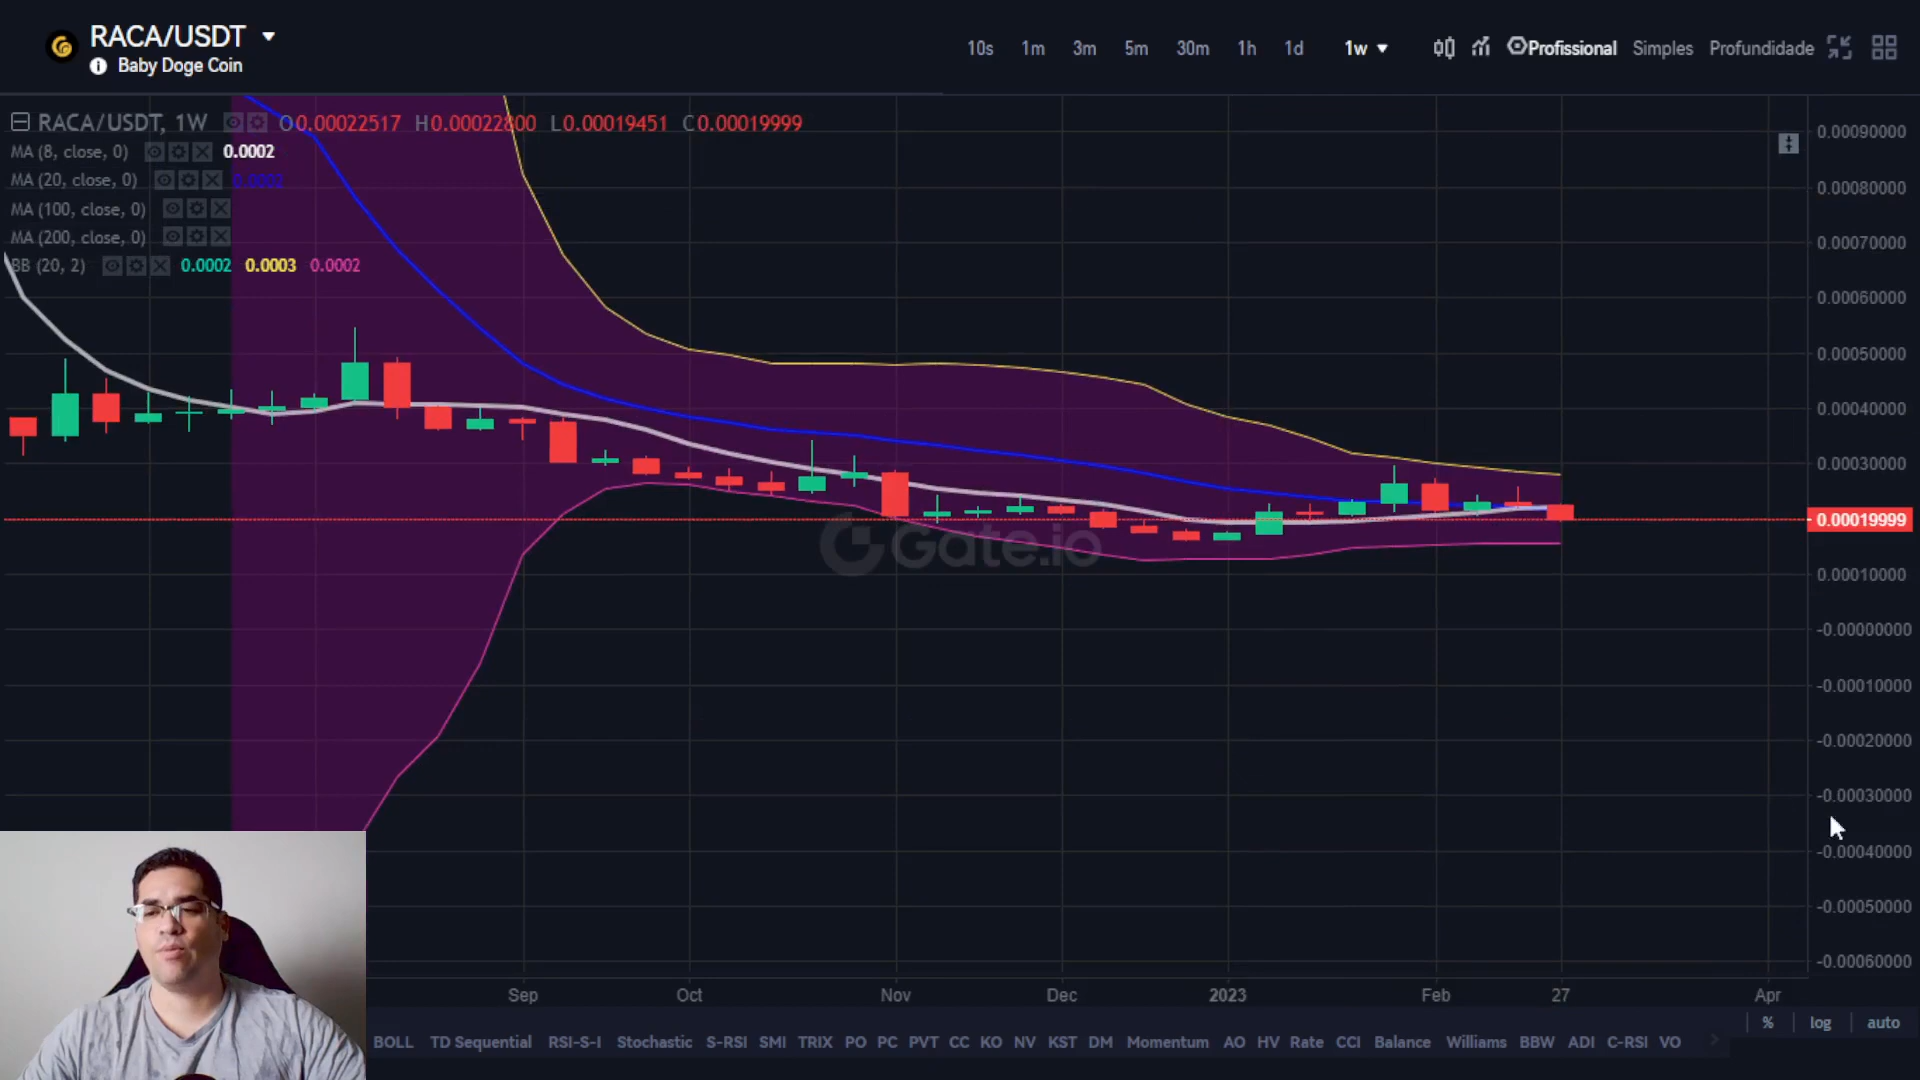 RACA/USDT
Baby Doge Coin
10s 1m 3m 5m 30m 1h 1d 1w Profissional Simples Profundidade
RACA/USDT, 1W O0.00022517 H0.00022800 L0.00019451 C0.00019999
MA (8, close, 0) 0.0002
MA (20, close, 0) 0.0002
MA (100, close, 0)
MA (200, close, 0)
BB (20, 2) 0.0002 0.0003 0.0002
0.00090000
0.00080000
0.00070000
0.00060000
0.00050000
0.00040000
0.00030000
0.00019999
0.00010000
-0.00000000
-0.00010000
-0.00020000
-0.00030000
-0.00040000
-0.00050000
-0.00060000
Gate.io
Sep Oct Nov Dec 2023 Feb 27 Apr
% log auto
BOLL TD Sequential RSI-S-I Stochastic S-RSI SMI TRIX PO PC PVT CC KO NV KST DM Momentum AO HV Rate CCI Balance Williams BBW ADI C-RSI VO